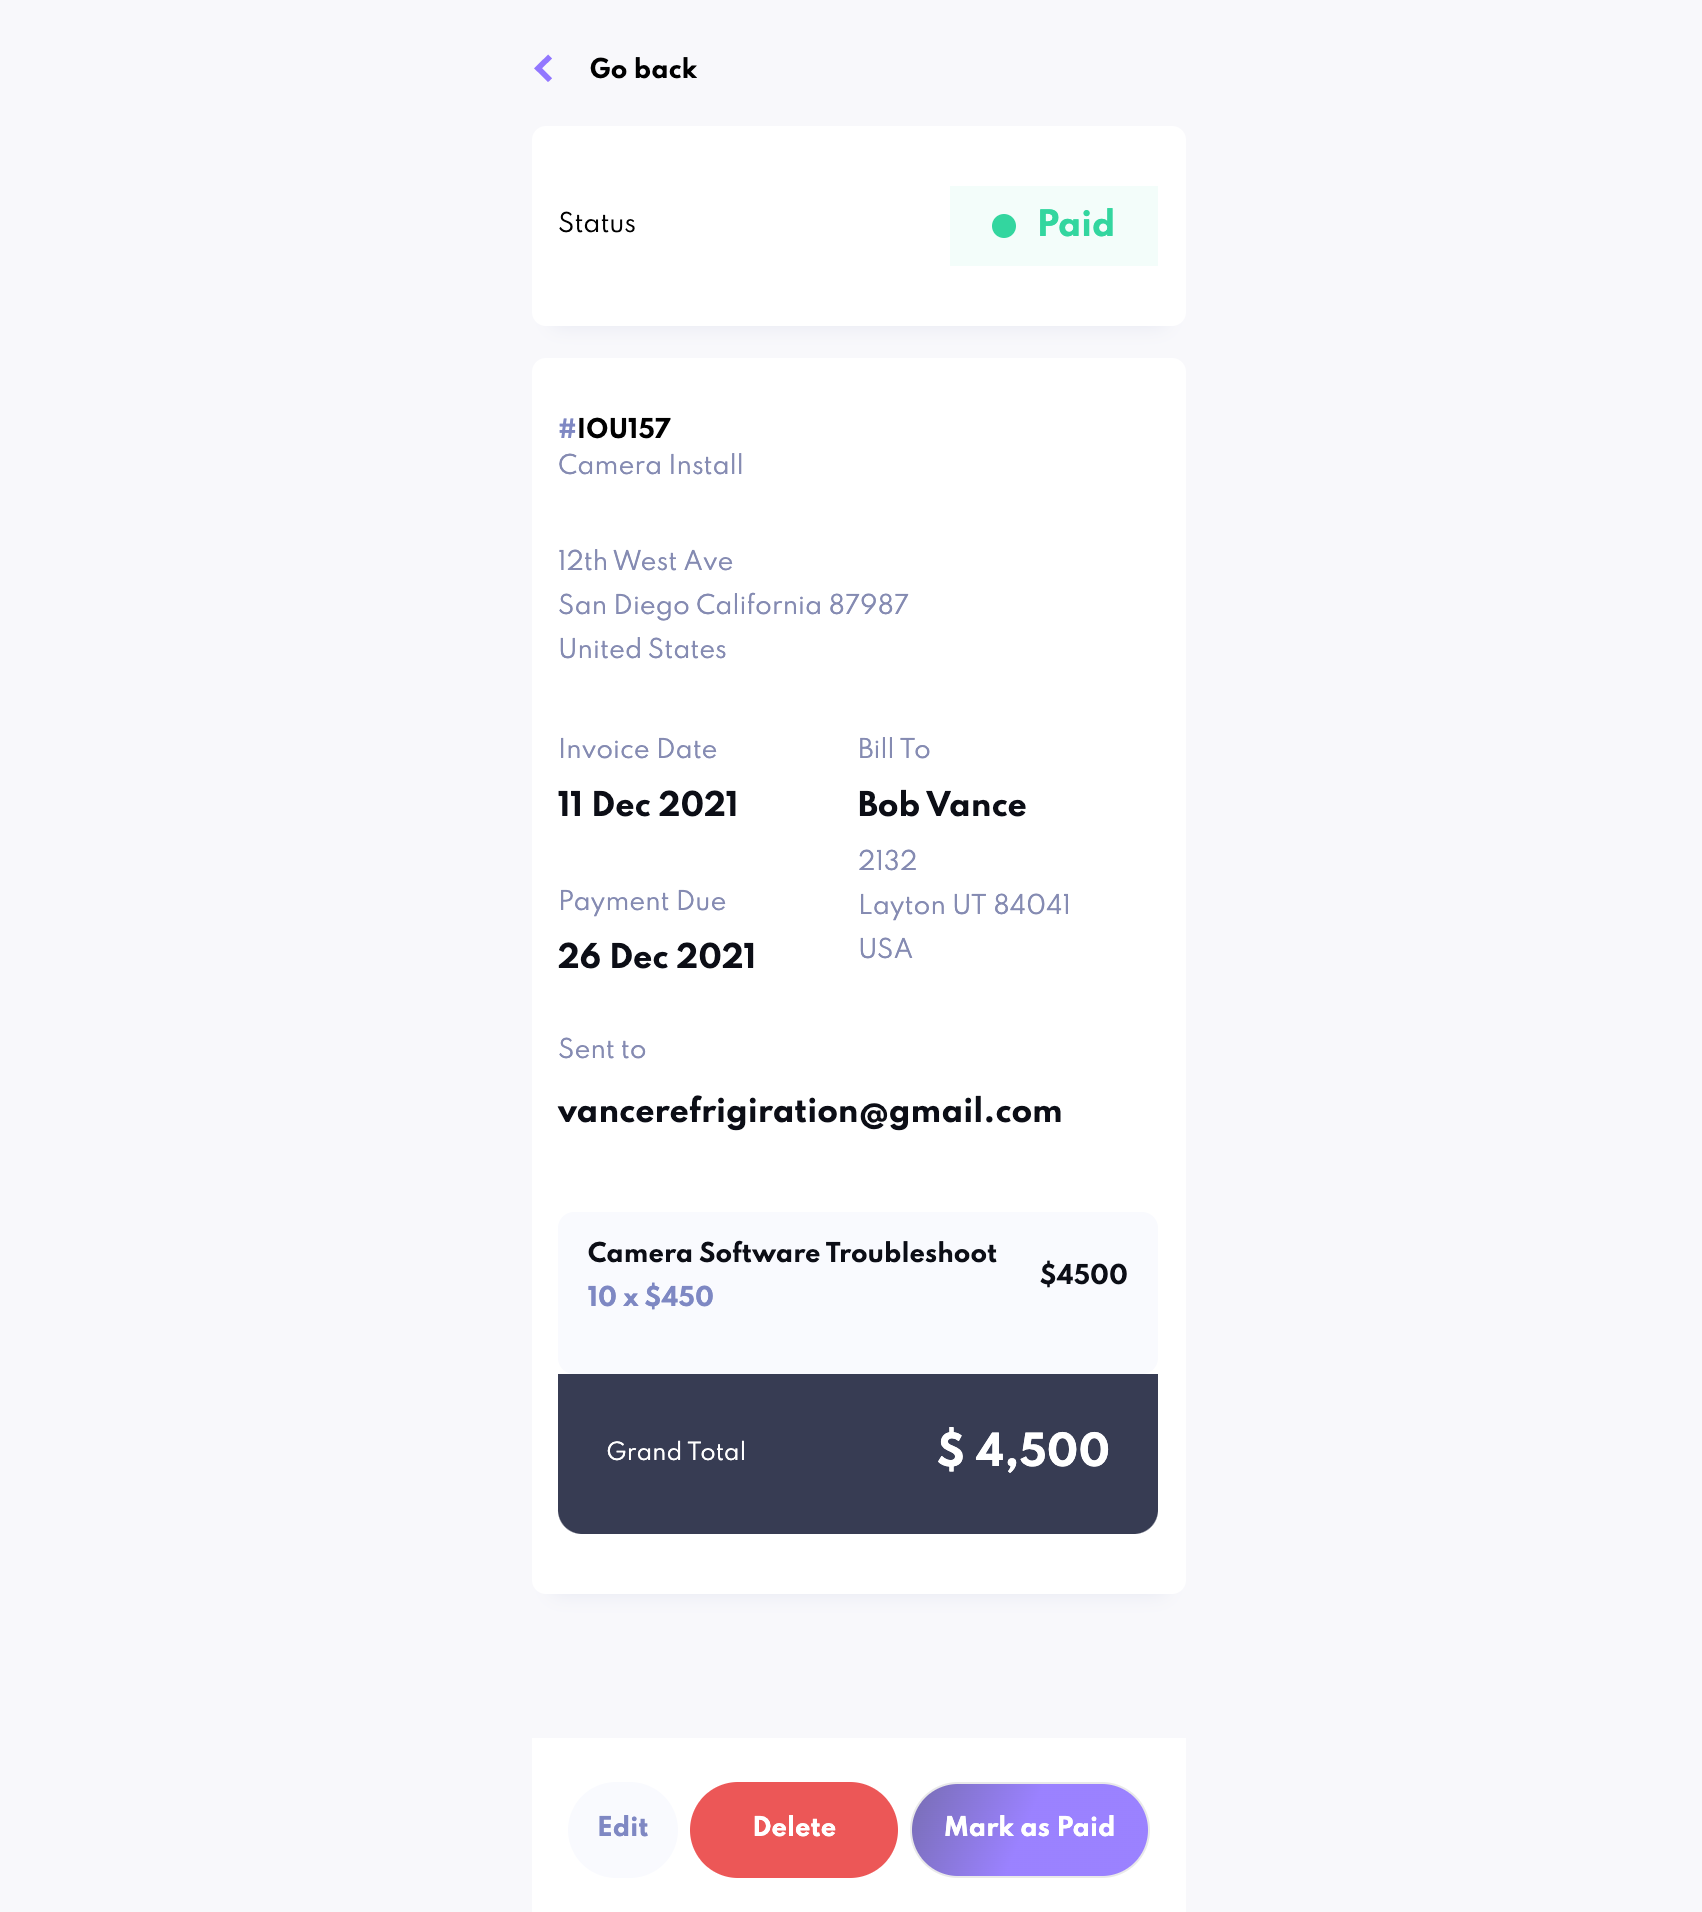 Go back
Status
Paid
#IOU157
Camera Install
12th West Ave
San Diego California 87987
United States
Invoice Date
11 Dec 2021
Payment Due
26 Dec 2021
Bill To
Bob Vance
2132
Layton UT 84041
USA
Sent to
vancerefrigiration@gmail.com
Camera Software Troubleshoot
10 x $450
$4500
Grand Total
$ 4,500
Edit
Delete
Mark as Paid